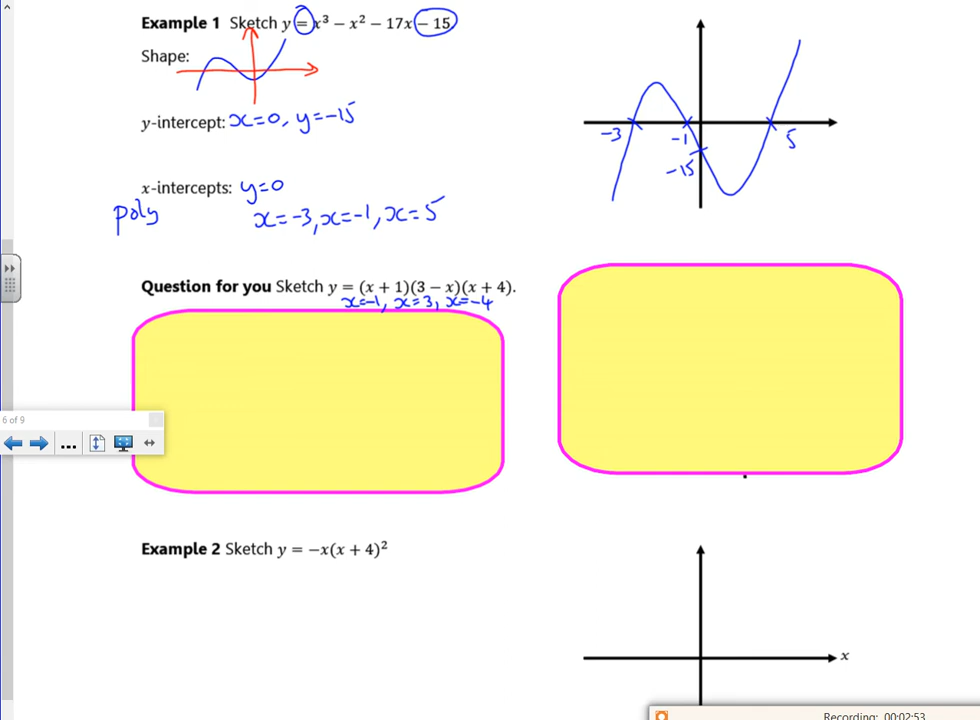 Example 1 Sketch y = x³ − x² − 17x − 15
Shape:
y-intercept: x=0, y=-15
x-intercepts: y=0
poly x=-3, x=-1, x=5
-3 -1 5
-15
Question for you Sketch y = (x + 1)(3 − x)(x + 4).
x=-1, x=3, x=-4
6 of 9
...
Example 2 Sketch y = −x(x + 4)²
x
Recording: 00:02:53